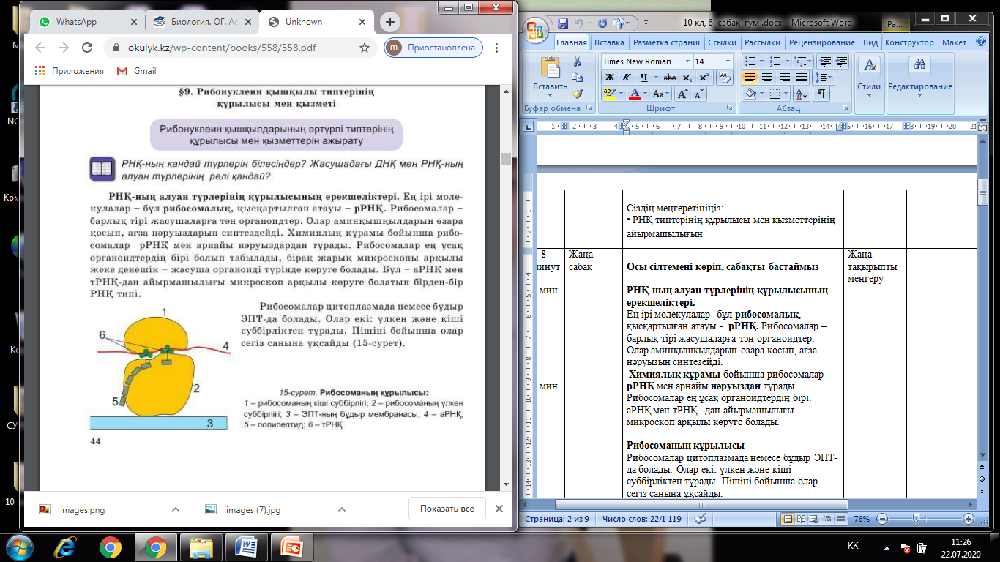 WhatsApp
Биология. ОГ. Ас
Unknown
okulyk.kz/wp-content/books/558/558.pdf
m
Приостановлена
Приложения
Gmail
§9. Рибонуклеин қышқылы типтерінің
құрылысы мен қызметі
Рибонуклеин қышқылдарының әртүрлі типтерінің
құрылысы мен қызметтерін ажырату
РНҚ-ның қандай түрлерін білесіңдер? Жасушадағы ДНҚ мен РНҚ-ның
алуан түрлерінің рөлі қандай?
РНҚ-ның алуан түрлерінің құрылысының ерекшеліктері. Ең ірі моле-
кулалар – бұл рибосомалық, қысқартылған атауы – рРНҚ. Рибосомалар –
барлық тірі жасушаларға тән органоидтер. Олар аминқышқылдарын өзара
қосып, ағза нәруыздарын синтездейді. Химиялық құрамы бойынша рибо-
сомалар рРНҚ мен арнайы нәруыздардан тұрады. Рибосомалар ең ұсақ
органоидтердің бірі болып табылады, бірақ жарық микроскопы арқылы
жеке денешік – жасуша органоиді түрінде көруге болады. Бұл – аРНҚ мен
тРНҚ-дан айырмашылығы микроскоп арқылы көруге болатын бірден-бір
РНҚ типі.
Рибосомалар цитоплазмада немесе бұдыр
ЭПТ-да болады. Олар екі: үлкен және кіші
суббірліктен тұрады. Пішіні бойынша олар
сегіз санына ұқсайды (15-сурет).
1
6
4
2
5
3
15-сурет. Рибосоманың құрылысы:
1 – рибосоманың кіші суббірлігі; 2 – рибосоманың үлкен
суббірлігі; 3 – ЭПТ-ның бұдыр мембранасы; 4 – аРНҚ;
5 – полипептид; 6 – тРНҚ
44
images.png
images (7).jpg
Показать все
10 кл, 6 сабақ гум .docx - Microsoft Word
Ра...
Главная
Вставка
Разметка страниц
Ссылки
Рассылки
Рецензирование
Вид
Конструктор
Макет
Вставить
Буфер обмена
Times New Roman
14
Ж К Ч abc x₂ x²
ab A Aa A A
Шрифт
Абзац
Стили
Редактирование
Сіздің меңгеретініңіз:
• РНҚ типтерінің құрылысы мен қызметтерінің
айырмашылығын
-8
минут
мин
мин
Жаңа
сабақ
Осы сілтемені көріп, сабақты бастаймыз
РНҚ-ның алуан түрлерінің құрылысының
ерекшеліктері.
Ең ірі молекулалар- бұл рибосомалық,
қысқартылған атауы - рРНҚ. Рибосомалар –
барлық тірі жасушаларға тән органоидтер.
Олар аминқышқылдарын өзара қосып, ағза
нәруызын синтезейді.
Химиялық құрамы бойынша рибосомалар
рРНҚ мен арнайы нәруыздан тұрады.
Рибосомалар ең ұсақ органоидтердің бірі.
аРНҚ мен тРНҚ –дан айырмашылығы
микроскоп арқылы көруге болады.
Рибосоманың құрылысы
Рибосомалар цитоплазмада немесе бұдыр ЭПТ-
да болады. Олар екі: үлкен және кіші
суббірліктен тұрады. Пішіні бойынша олар
сегіз санына ұқсайды.
Жаңа
тақырыпты
меңгеру
Страница: 2 из 9
Число слов: 22/1 119
76%
KK
11:26
22.07.2020